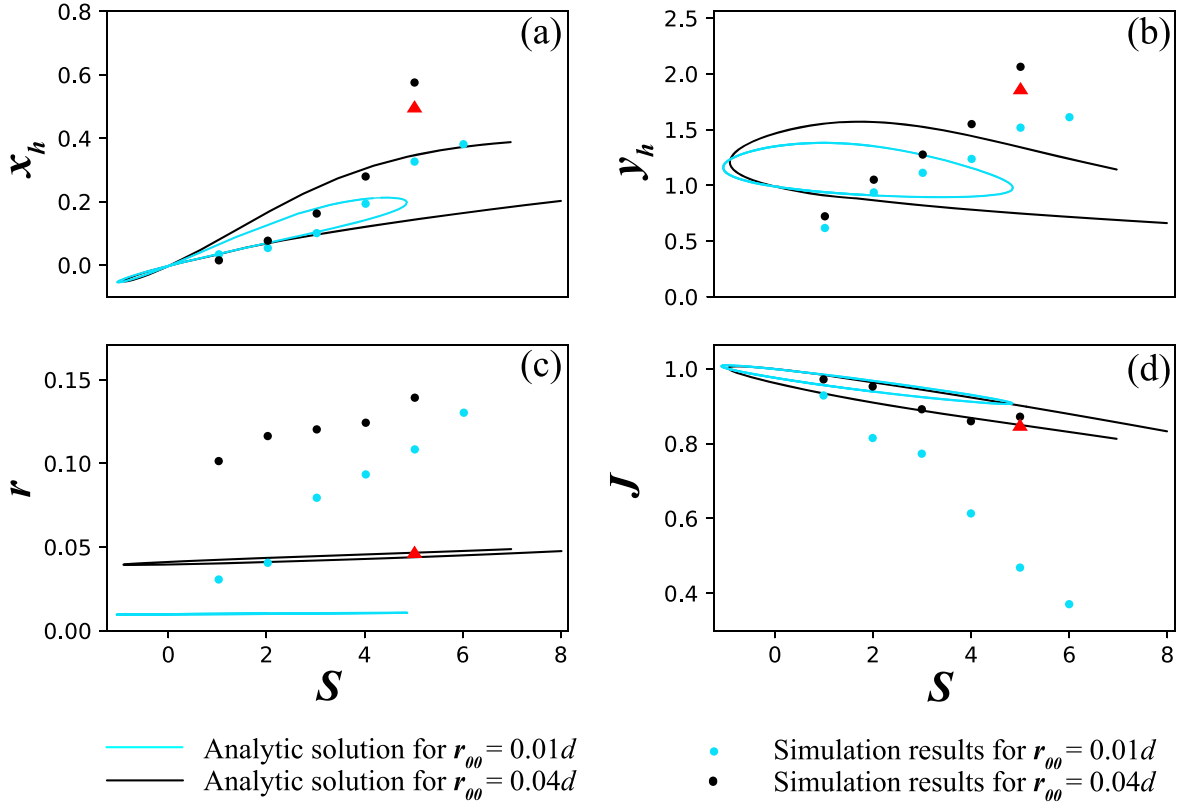 0.8
(a)
0.6
0.4
0.2
0.0
x_h
2.5
(b)
2.0
1.5
1.0
0.5
0.0
y_h
(c)
0.15
0.10
0.05
0.00
r
0 2 4 6 8
S
(d)
1.0
0.8
0.6
0.4
J
0 2 4 6 8
S
Analytic solution for r_00 = 0.01d
Analytic solution for r_00 = 0.04d
Simulation results for r_00 = 0.01d
Simulation results for r_00 = 0.04d